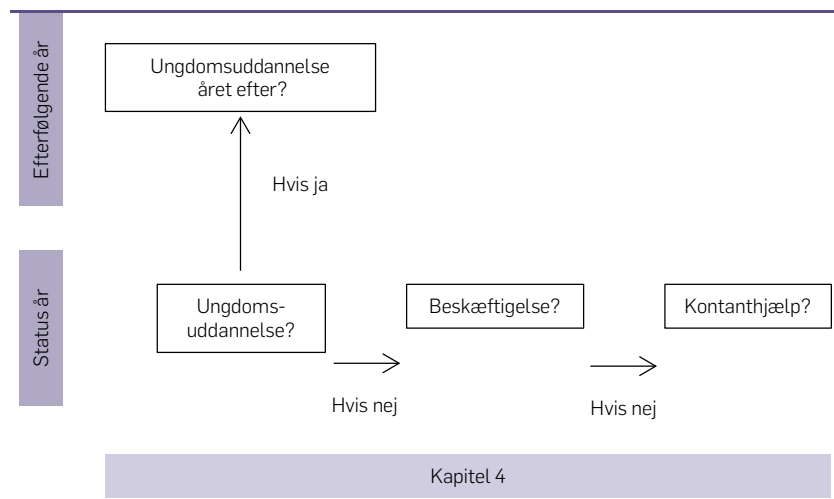 Efterfølgende år
Ungdomsuddannelse
året efter?
Hvis ja
Status år
Ungdoms-
uddannelse?
Beskæftigelse?
Kontanthjælp?
Hvis nej
Hvis nej
Kapitel 4